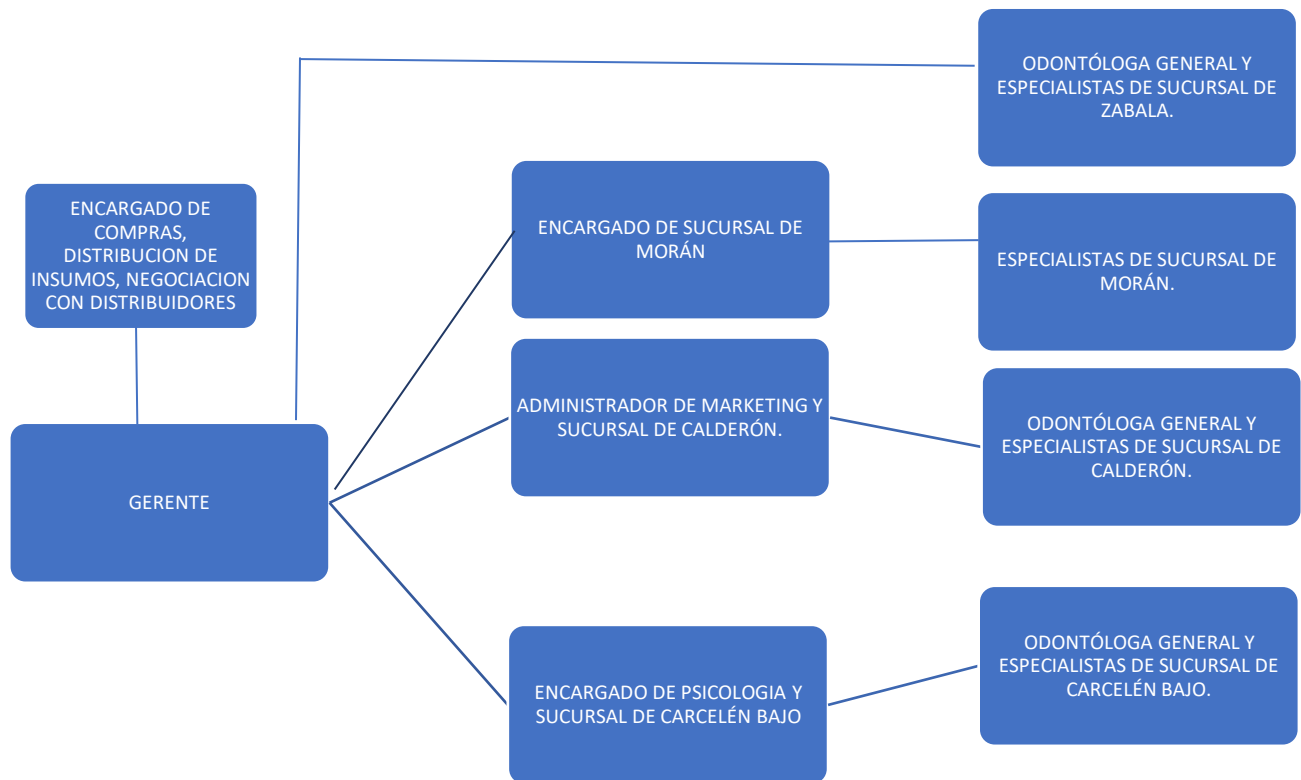 ODONTÓLOGA GENERAL Y
ESPECIALISTAS DE SUCURSAL DE
ZABALA.
ENCARGADO DE
COMPRAS,
DISTRIBUCION DE
INSUMOS, NEGOCIACION
CON DISTRIBUIDORES
ENCARGADO DE SUCURSAL DE
MORÁN
ESPECIALISTAS DE SUCURSAL DE
MORÁN.
ADMINISTRADOR DE MARKETING Y
SUCURSAL DE CALDERÓN.
ODONTÓLOGA GENERAL Y
ESPECIALISTAS DE SUCURSAL DE
CALDERÓN.
GERENTE
ENCARGADO DE PSICOLOGIA Y
SUCURSAL DE CARCELÉN BAJO
ODONTÓLOGA GENERAL Y
ESPECIALISTAS DE SUCURSAL DE
CARCELÉN BAJO.